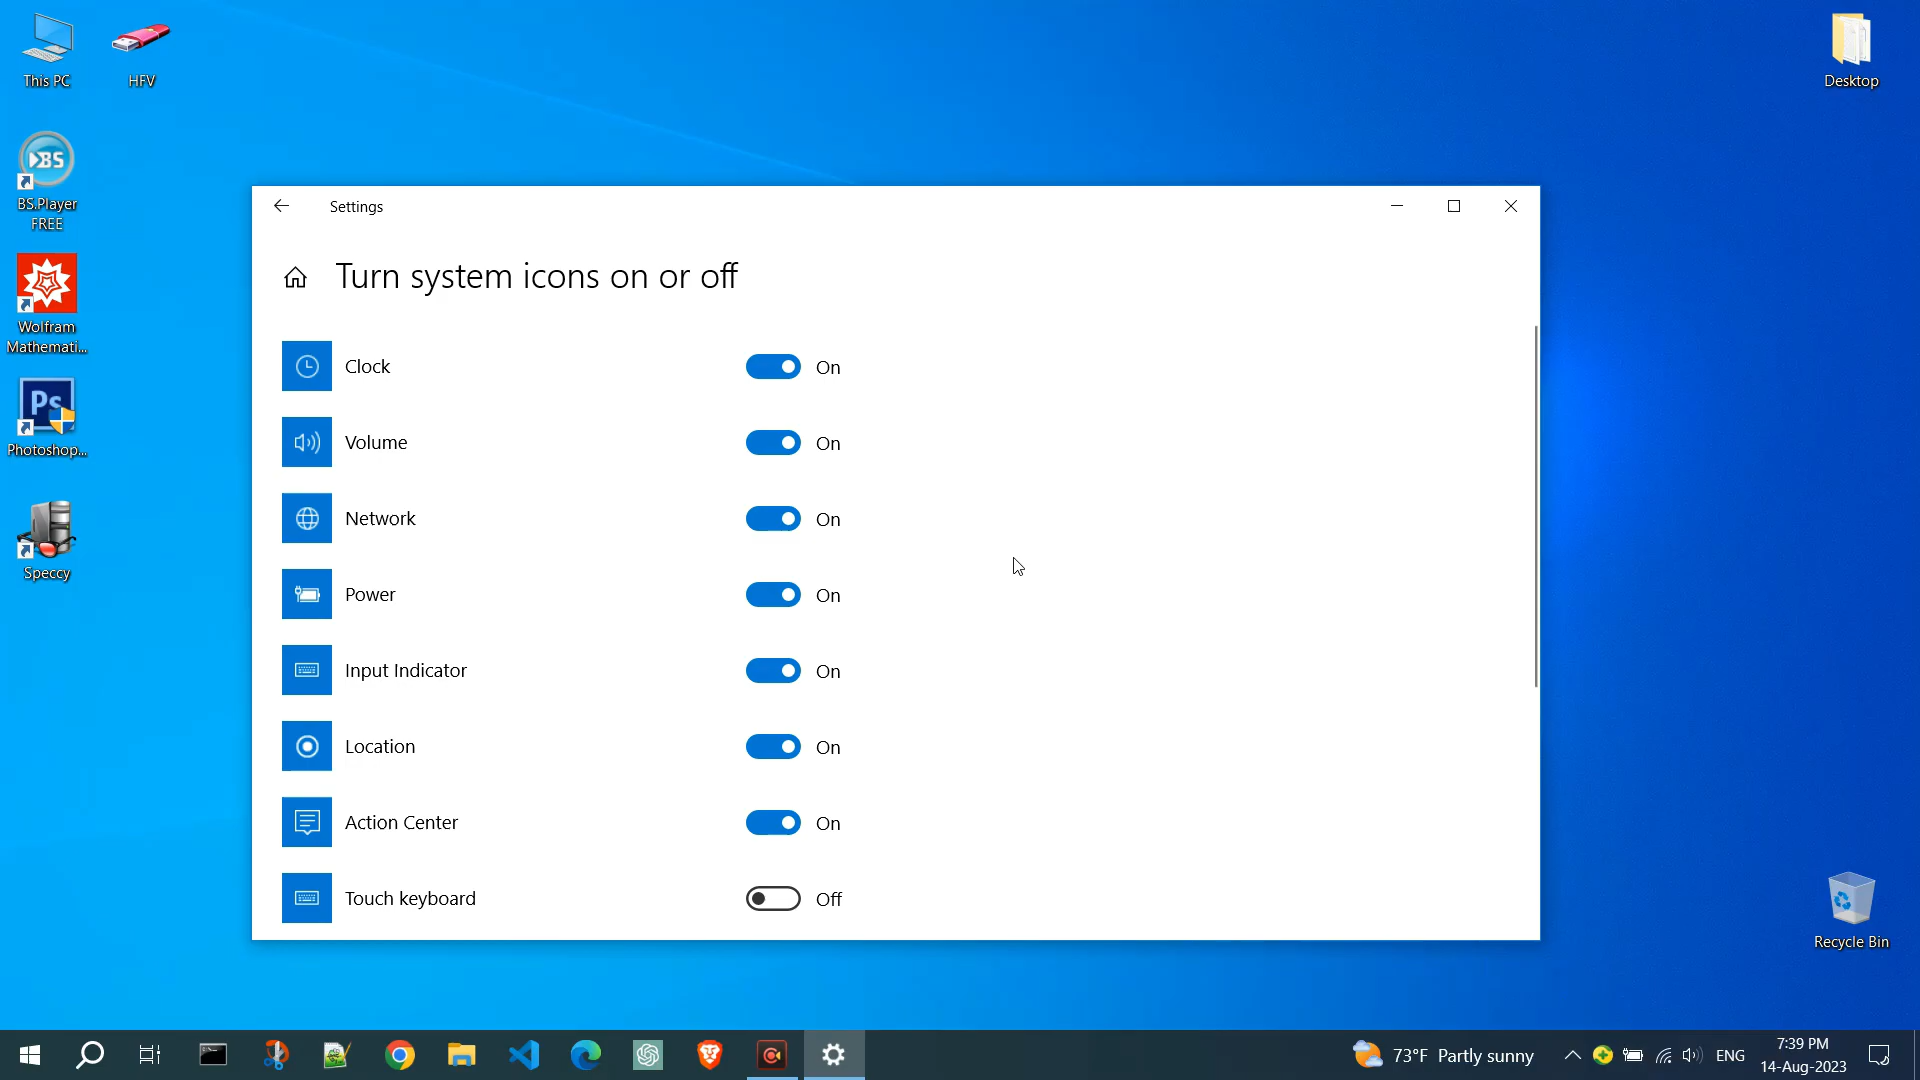 This PC
HFV
BS
BS.Player
FREE
Wolfram
Mathemati...
Ps
Photoshop...
Speccy
Desktop
Settings
Turn system icons on or off
Clock On
Volume On
Network On
Power On
Input Indicator On
Location On
Action Center On
Touch keyboard Off
Recycle Bin
73°F Partly sunny
ENG
7:39 PM
14-Aug-2023